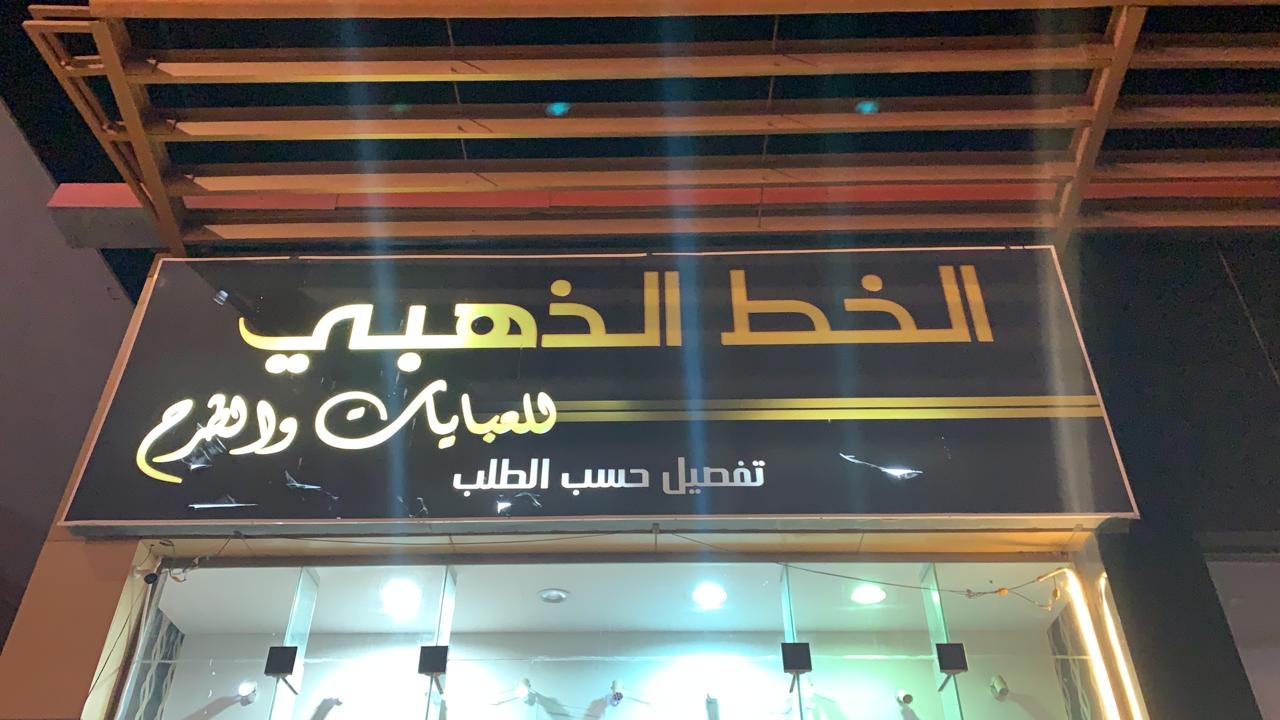 الخط الذهبي
للعبايات والطرح
تفصيل حسب الطلب